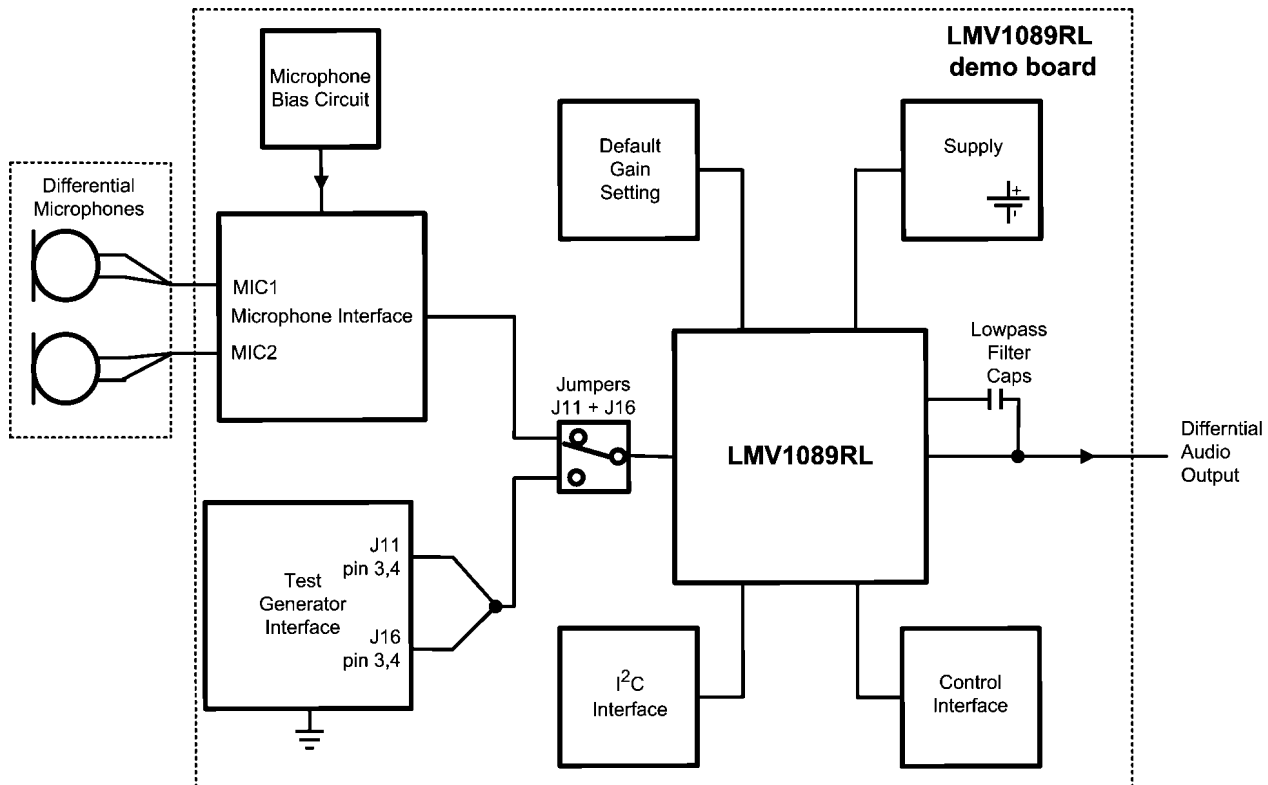 LMV1089RL
demo board
Microphone
Bias Circuit
Differential
Microphones
MIC1
Microphone Interface
MIC2
Default
Gain
Setting
Supply
+
-
Lowpass
Filter
Caps
Jumpers
J11 + J16
LMV1089RL
Differntial
Audio
Output
J11
pin 3,4
Test
Generator
Interface
J16
pin 3,4
I²C
Interface
Control
Interface